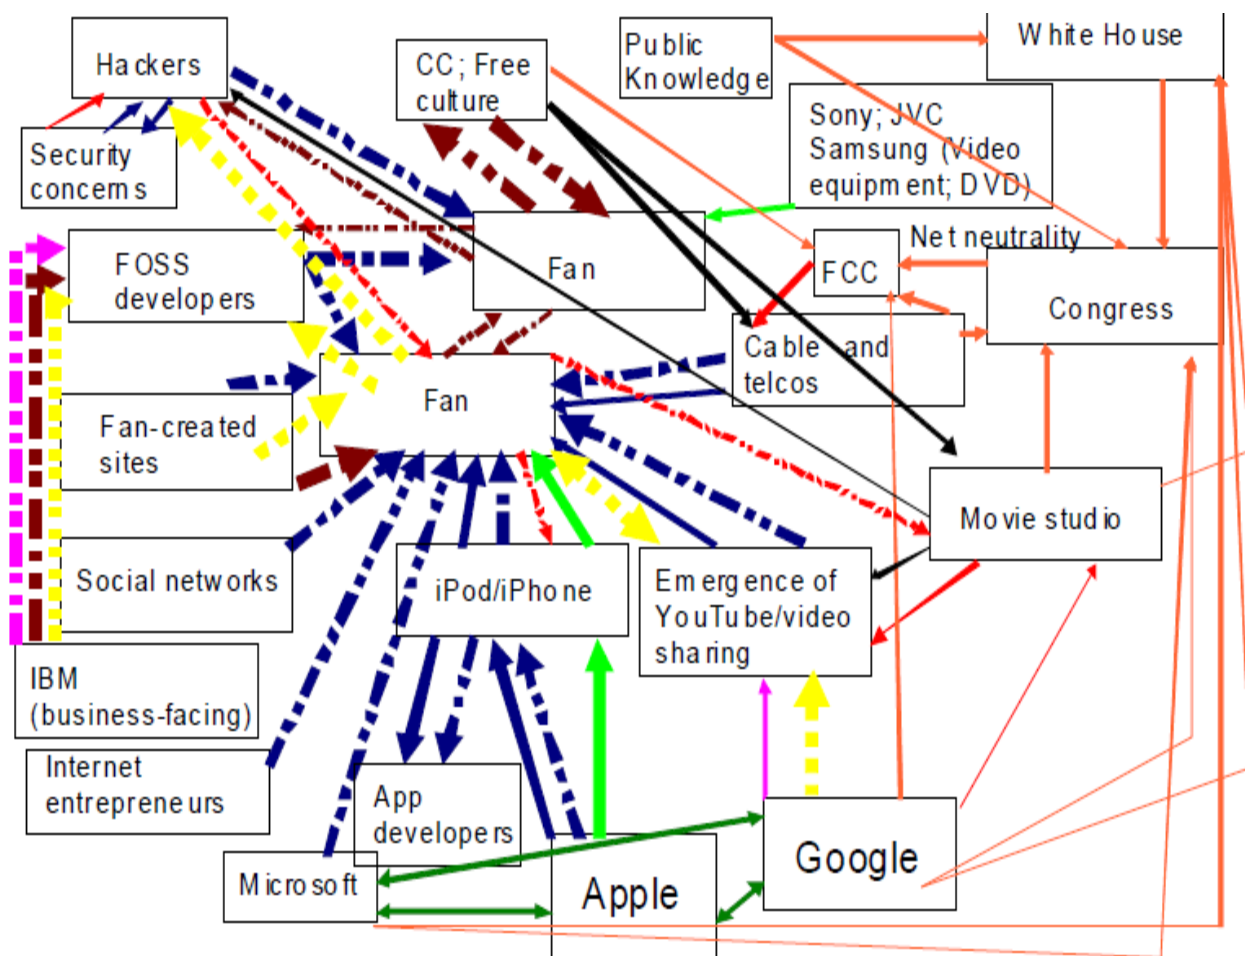 Hackers
CC; Free
culture
Public
Knowledge
White House
Sony; JVC
Samsung (Video
equipment; DVD)
Security
concerns
FOSS
developers
Fan
Net neutrality
FCC
Congress
Cable and
telcos
Fan
Fan-created
sites
Movie studio
Social networks
iPod/iPhone
Emergence of
YouTube/video
sharing
IBM
(business-facing)
Internet
entrepreneurs
App
developers
Microsoft
Apple
Google